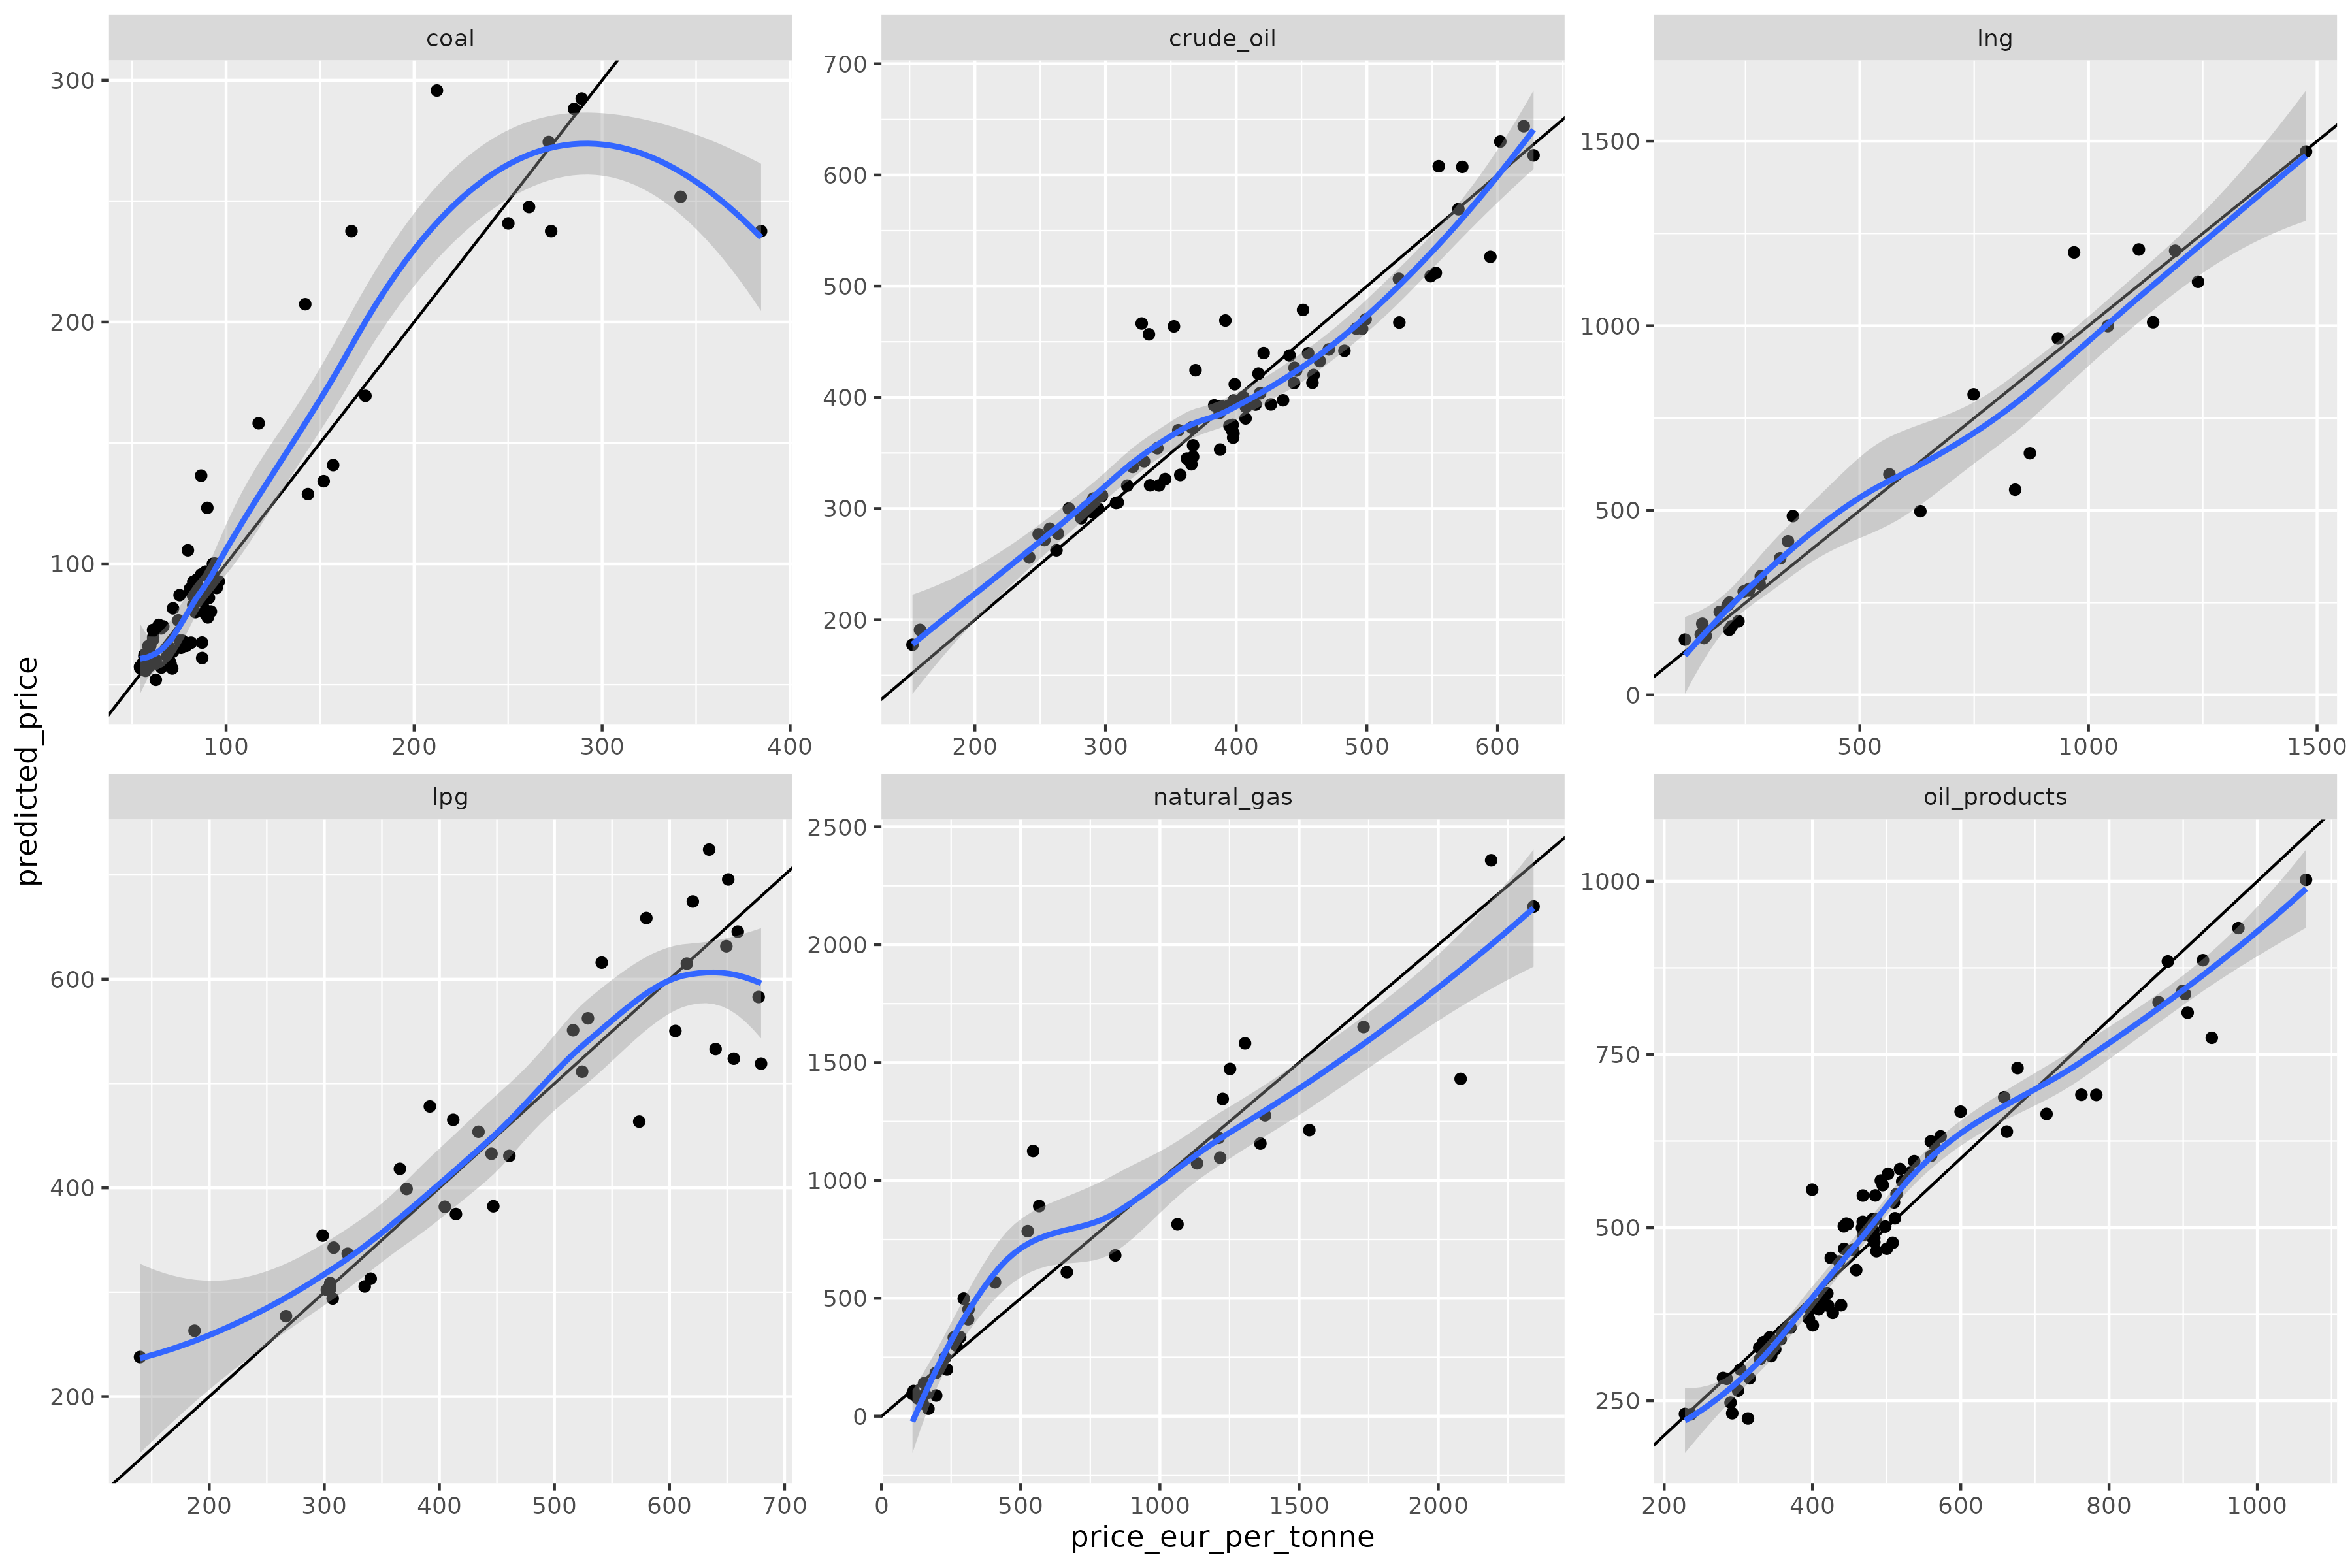 coal crude_oil lng
300 700 1500
600
200 500 1000
400
100 300 500
200 0
100 200 300 400 200 300 400 500 600 500 1000 1500
lpg natural_gas oil_products
2500
600 2000 1000
1500 750
400 1000 500
500
200 0 250
200 300 400 500 600 700 0 500 1000 1500 2000 200 400 600 800 1000
predicted_price
price_eur_per_tonne